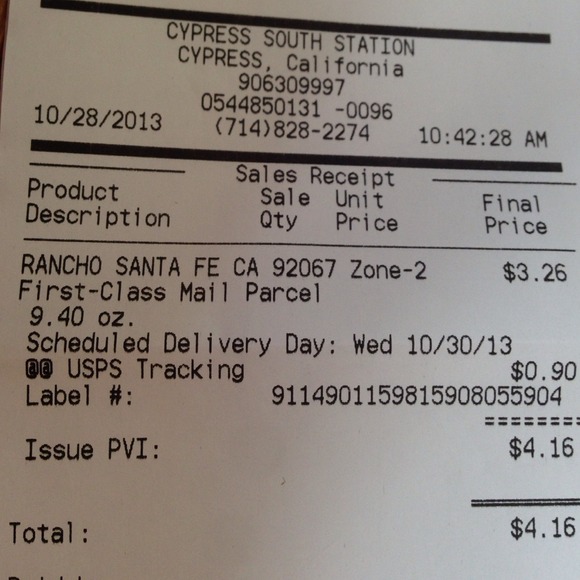 CYPRESS SOUTH STATION
CYPRESS, California
906309997
0544850131 -0096
10/28/2013 (714)828-2274 10:42:28 AM
Sales Receipt
Product Sale Unit Final
Description Qty Price Price
RANCHO SANTA FE CA 92067 Zone-2 $3.26
First-Class Mail Parcel
9.40 oz.
Scheduled Delivery Day: Wed 10/30/13
@@ USPS Tracking $0.90
Label #: 9114901159815908055904
========
Issue PVI: $4.16
Total: $4.16